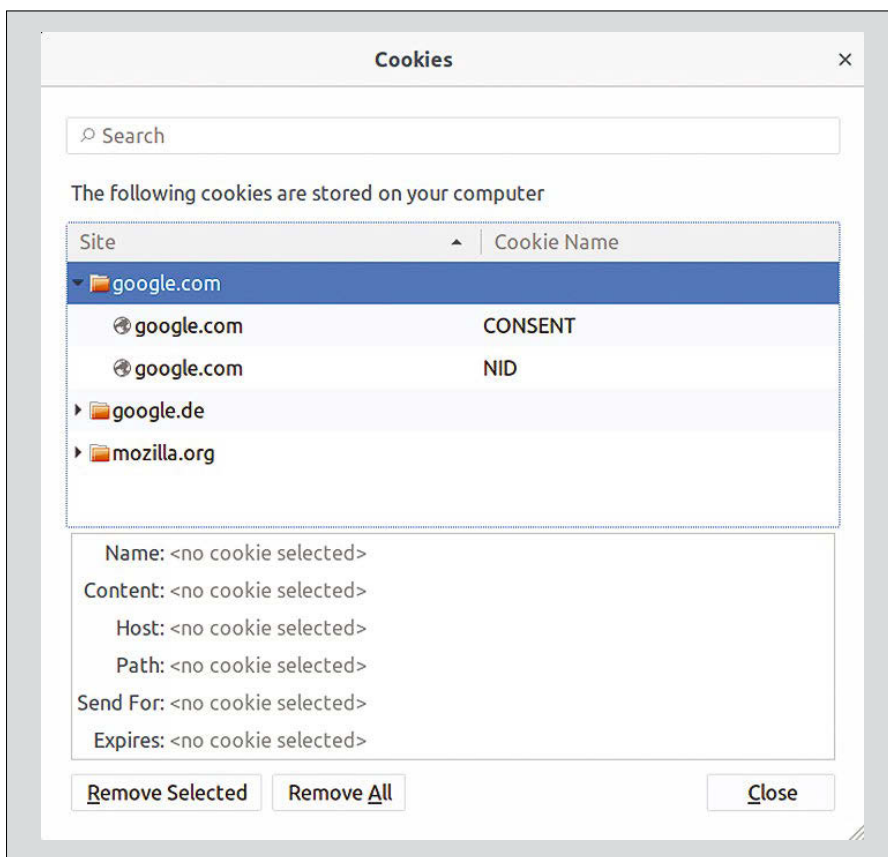 Cookies
Search
The following cookies are stored on your computer
Site Cookie Name
google.com
google.com CONSENT
google.com NID
google.de
mozilla.org
Name: <no cookie selected>
Content: <no cookie selected>
Host: <no cookie selected>
Path: <no cookie selected>
Send For: <no cookie selected>
Expires: <no cookie selected>
Remove Selected Remove All Close